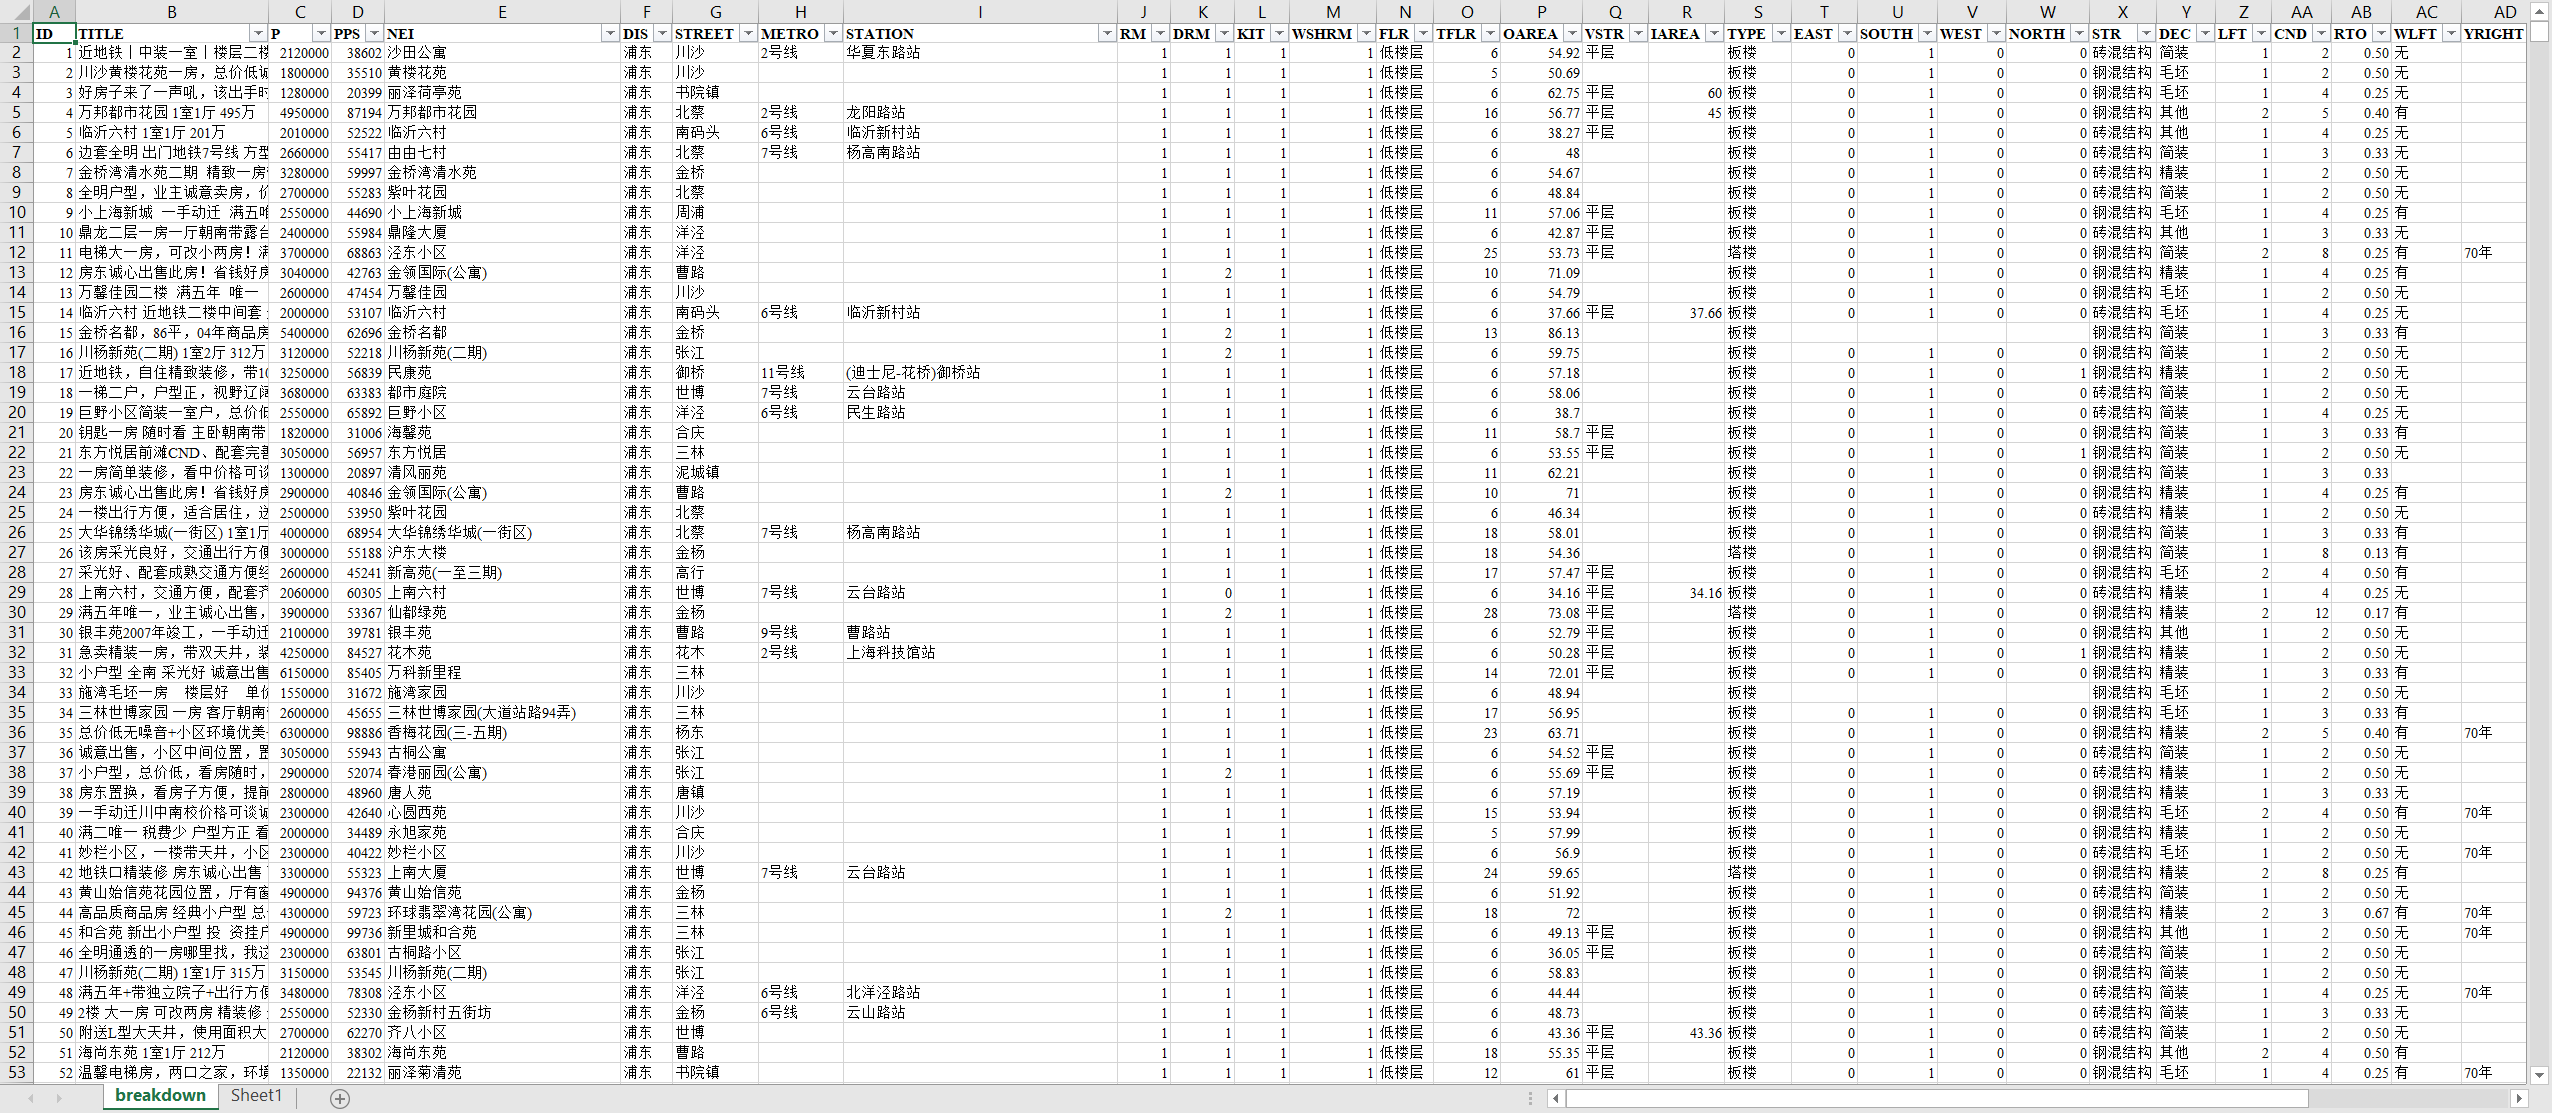 A B C D E F G H I J K L M N O P Q R S T U V W X Y Z AA AB AC AD
1 ID TITLE P PPS NEI DIS STREET METRO STATION RM DRM KIT WSHRM FLR TFLR OAREA VSTR IAREA TYPE EAST SOUTH WEST NORTH STR DEC LFT CND RTO WLFT YRIGHT
2 1 近地铁丨中装一室丨楼层二楼 2120000 38602 沙田公寓 浦东 川沙 2号线 华夏东路站 1 1 1 1 低楼层 6 54.92 平层 板楼 0 1 0 0 砖混结构 简装 1 2 0.50 无
3 2 川沙黄楼花苑一房，总价低诚 1800000 35510 黄楼花苑 浦东 川沙 1 1 1 1 低楼层 5 50.69 板楼 0 1 0 0 钢混结构 毛坯 1 2 0.50 无
4 3 好房子来了一声吼，该出手时 1280000 20399 丽泽荷亭苑 浦东 书院镇 1 1 1 1 低楼层 6 62.75 平层 60 板楼 0 1 0 0 钢混结构 毛坯 1 4 0.25 无
5 4 万邦都市花园 1室1厅 495万 4950000 87194 万邦都市花园 浦东 北蔡 2号线 龙阳路站 1 1 1 1 低楼层 16 56.77 平层 45 板楼 0 1 0 0 钢混结构 其他 2 5 0.40 有
6 5 临沂六村 1室1厅 201万 2010000 52522 临沂六村 浦东 南码头 6号线 临沂新村站 1 1 1 1 低楼层 6 38.27 平层 板楼 0 1 0 0 砖混结构 其他 1 4 0.25 无
7 6 边套全明 出门地铁7号线 方型 2660000 55417 由由七村 浦东 北蔡 7号线 杨高南路站 1 1 1 1 低楼层 6 48 板楼 0 1 0 0 砖混结构 简装 1 3 0.33 无
8 7 金桥湾清水苑二期 精致一房 3280000 59997 金桥湾清水苑 浦东 金桥 1 1 1 1 低楼层 6 54.67 板楼 0 1 0 0 砖混结构 精装 1 2 0.50 无
9 8 全明户型，业主诚意卖房，价 2700000 55283 紫叶花园 浦东 北蔡 1 1 1 1 低楼层 6 48.84 板楼 0 1 0 0 砖混结构 简装 1 2 0.50 无
10 9 小上海新城 一手动迁 满五唯 2550000 44690 小上海新城 浦东 周浦 1 1 1 1 低楼层 11 57.06 平层 板楼 0 1 0 0 钢混结构 毛坯 1 4 0.25 有
11 10 鼎龙二层一房一厅朝南带露台 2400000 55984 鼎隆大厦 浦东 洋泾 1 1 1 1 低楼层 6 42.87 平层 板楼 0 1 0 0 砖混结构 其他 1 3 0.33 无
12 11 电梯大一房，可改小两房！满 3700000 68863 泾东小区 浦东 洋泾 1 1 1 1 低楼层 25 53.73 平层 塔楼 0 1 0 0 钢混结构 简装 2 8 0.25 有 70年
13 12 房东诚心出售此房！省钱好房 3040000 42763 金领国际(公寓) 浦东 曹路 1 2 1 1 低楼层 10 71.09 板楼 0 1 0 0 钢混结构 精装 1 4 0.25 有
14 13 万馨佳园二楼 满五年 唯一 2600000 47454 万馨佳园 浦东 川沙 1 1 1 1 低楼层 6 54.79 板楼 0 1 0 0 钢混结构 毛坯 1 2 0.50 无
15 14 临沂六村 近地铁二楼中间套 2000000 53107 临沂六村 浦东 南码头 6号线 临沂新村站 1 1 1 1 低楼层 6 37.66 平层 37.66 板楼 0 1 0 0 砖混结构 毛坯 1 4 0.25 无
16 15 金桥名都，86平，04年商品房 5400000 62696 金桥名都 浦东 金桥 1 2 1 1 低楼层 13 86.13 板楼 钢混结构 简装 1 3 0.33 有
17 16 川杨新苑(二期) 1室2厅 312万 3120000 52218 川杨新苑(二期) 浦东 张江 1 2 1 1 低楼层 6 59.75 板楼 0 1 0 0 钢混结构 简装 1 2 0.50 无
18 17 近地铁，自住精致装修，带10 3250000 56839 民康苑 浦东 御桥 11号线 (迪士尼-花桥)御桥站 1 1 1 1 低楼层 6 57.18 板楼 0 1 0 1 钢混结构 精装 1 2 0.50 无
19 18 一梯二户，户型正，视野辽阔 3680000 63383 都市庭院 浦东 世博 7号线 云台路站 1 1 1 1 低楼层 6 58.06 板楼 0 1 0 0 砖混结构 简装 1 2 0.50 无
20 19 巨野小区简装一室户，总价低 2550000 65892 巨野小区 浦东 洋泾 6号线 民生路站 1 1 1 1 低楼层 6 38.7 板楼 0 1 0 0 砖混结构 简装 1 4 0.25 无
21 20 钥匙一房 随时看 主卧朝南带 1820000 31006 海馨苑 浦东 合庆 1 1 1 1 低楼层 11 58.7 平层 板楼 0 1 0 0 钢混结构 简装 1 3 0.33 有
22 21 东方悦居前滩CND、配套完善 3050000 56957 东方悦居 浦东 三林 1 1 1 1 低楼层 6 53.55 平层 板楼 0 1 0 1 钢混结构 简装 1 2 0.50 无
23 22 一房简单装修，看中价格可谈 1300000 20897 清风丽苑 浦东 泥城镇 1 1 1 1 低楼层 11 62.21 板楼 0 1 0 0 钢混结构 简装 1 3 0.33
24 23 房东诚心出售此房！省钱好房 2900000 40846 金领国际(公寓) 浦东 曹路 1 2 1 1 低楼层 10 71 板楼 0 1 0 0 钢混结构 精装 1 4 0.25 有
25 24 一楼出行方便，适合居住，送 2500000 53950 紫叶花园 浦东 北蔡 1 1 1 1 低楼层 6 46.34 板楼 0 1 0 0 砖混结构 精装 1 2 0.50 无
26 25 大华锦绣华城(一街区) 1室1厅 4000000 68954 大华锦绣华城(一街区) 浦东 北蔡 7号线 杨高南路站 1 1 1 1 低楼层 18 58.01 板楼 0 1 0 0 钢混结构 简装 1 3 0.33 有
27 26 该房采光良好，交通出行方便 3000000 55188 沪东大楼 浦东 金杨 1 1 1 1 低楼层 18 54.36 塔楼 0 1 0 0 钢混结构 简装 1 8 0.13 有
28 27 采光好、配套成熟交通方便经 2600000 45241 新高苑(一至三期) 浦东 高行 1 1 1 1 低楼层 17 57.47 平层 板楼 0 1 0 0 钢混结构 毛坯 2 4 0.50 有
29 28 上南六村，交通方便，配套齐 2060000 60305 上南六村 浦东 世博 7号线 云台路站 1 0 1 1 低楼层 6 34.16 平层 34.16 板楼 0 1 0 0 砖混结构 精装 1 4 0.25 无
30 29 满五年唯一，业主诚心出售， 3900000 53367 仙都绿苑 浦东 金杨 1 2 1 1 低楼层 28 73.08 平层 塔楼 0 1 0 0 钢混结构 精装 2 12 0.17 有
31 30 银丰苑2007年竣工，一手动迁 2100000 39781 银丰苑 浦东 曹路 9号线 曹路站 1 1 1 1 低楼层 6 52.79 平层 板楼 0 1 0 0 钢混结构 其他 1 2 0.50 无
32 31 急卖精装一房，带双天井，装 4250000 84527 花木苑 浦东 花木 2号线 上海科技馆站 1 1 1 1 低楼层 6 50.28 平层 板楼 0 1 0 1 钢混结构 精装 1 2 0.50 无
33 32 小户型 全南 采光好 诚意出售 6150000 85405 万科新里程 浦东 三林 1 1 1 1 低楼层 14 72.01 平层 板楼 0 1 0 0 钢混结构 精装 1 3 0.33 有
34 33 施湾毛坯一房 楼层好 单价 1550000 31672 施湾家园 浦东 川沙 1 1 1 1 低楼层 6 48.94 板楼 钢混结构 毛坯 1 2 0.50 无
35 34 三林世博家园 一房 客厅朝南 2600000 45655 三林世博家园(大道站路94弄) 浦东 三林 1 1 1 1 低楼层 17 56.95 板楼 0 1 0 0 钢混结构 毛坯 1 3 0.33 有
36 35 总价低无噪音+小区环境优美 6300000 98886 香梅花园(三-五期) 浦东 杨东 1 1 1 1 低楼层 23 63.71 板楼 0 1 0 0 钢混结构 精装 2 5 0.40 有 70年
37 36 诚意出售，小区中间位置，置 3050000 55943 古桐公寓 浦东 张江 1 1 1 1 低楼层 6 54.52 平层 板楼 0 1 0 0 砖混结构 简装 1 2 0.50 无
38 37 小户型，总价低，看房随时， 2900000 52074 春港丽园(公寓) 浦东 张江 1 2 1 1 低楼层 6 55.69 平层 板楼 0 1 0 0 砖混结构 精装 1 2 0.50 无
39 38 房东置换，看房子方便，提前 2800000 48960 唐人苑 浦东 唐镇 1 1 1 1 低楼层 6 57.19 板楼 0 1 0 0 砖混结构 精装 1 3 0.33 无
40 39 一手动迁川中南校价格可谈诚 2300000 42640 心圆西苑 浦东 川沙 1 1 1 1 低楼层 15 53.94 板楼 0 1 0 0 钢混结构 毛坯 2 4 0.50 有 70年
41 40 满二唯一 税费少 户型方正 看 2000000 34489 永旭家苑 浦东 合庆 1 1 1 1 低楼层 5 57.99 板楼 0 1 0 0 钢混结构 精装 1 2 0.50 无
42 41 妙栏小区，一楼带天井，小区 2300000 40422 妙栏小区 浦东 川沙 1 1 1 1 低楼层 6 56.9 板楼 0 1 0 0 砖混结构 毛坯 1 2 0.50 无 70年
43 42 地铁口精装修 房东诚心出售 3300000 55323 上南大厦 浦东 世博 7号线 云台路站 1 1 1 1 低楼层 24 59.65 塔楼 0 1 0 0 钢混结构 精装 2 8 0.25 有
44 43 黄山始信苑花园位置，厅有窗 4900000 94376 黄山始信苑 浦东 金杨 1 1 1 1 低楼层 6 51.92 板楼 0 1 0 0 砖混结构 简装 1 2 0.50 无
45 44 高品质商品房 经典小户型 总 4300000 59723 环球翡翠湾花园(公寓) 浦东 三林 1 2 1 1 低楼层 18 72 板楼 0 1 0 0 钢混结构 精装 2 3 0.67 有 70年
46 45 和合苑 新出小户型 投 资挂户 4900000 99736 新里城和合苑 浦东 三林 1 1 1 1 低楼层 6 49.13 平层 板楼 0 1 0 0 钢混结构 其他 1 2 0.50 无 70年
47 46 全明通透的一房哪里找，我这 2300000 63801 古桐路小区 浦东 张江 1 1 1 1 低楼层 6 36.05 平层 板楼 0 1 0 0 砖混结构 简装 1 2 0.50 无
48 47 川杨新苑(二期) 1室1厅 315万 3150000 53545 川杨新苑(二期) 浦东 张江 1 1 1 1 低楼层 6 58.83 板楼 0 1 0 0 钢混结构 简装 1 2 0.50 无
49 48 满五年+带独立院子+出行方便 3480000 78308 泾东小区 浦东 洋泾 6号线 北洋泾路站 1 1 1 1 低楼层 6 44.44 板楼 0 1 0 0 砖混结构 简装 1 4 0.25 无 70年
50 49 2楼 大一房 可改两房 精装修 2550000 52330 金杨新村五街坊 浦东 金杨 6号线 云山路站 1 1 1 1 低楼层 6 48.73 板楼 0 1 0 0 砖混结构 简装 1 3 0.33 无
51 50 附送L型大天井，使用面积大 2700000 62270 齐八小区 浦东 世博 1 1 1 1 低楼层 6 43.36 平层 43.36 板楼 0 1 0 0 砖混结构 简装 1 2 0.50 无
52 51 海尚东苑 1室1厅 212万 2120000 38302 海尚东苑 浦东 曹路 1 1 1 1 低楼层 18 55.35 平层 板楼 0 1 0 0 钢混结构 其他 2 4 0.50 有
53 52 温馨电梯房，两口之家，环境 1350000 22132 丽泽菊清苑 浦东 书院镇 1 1 1 1 低楼层 12 61 平层 板楼 0 1 0 0 钢混结构 毛坯 1 4 0.25 有 70年
breakdown Sheet1